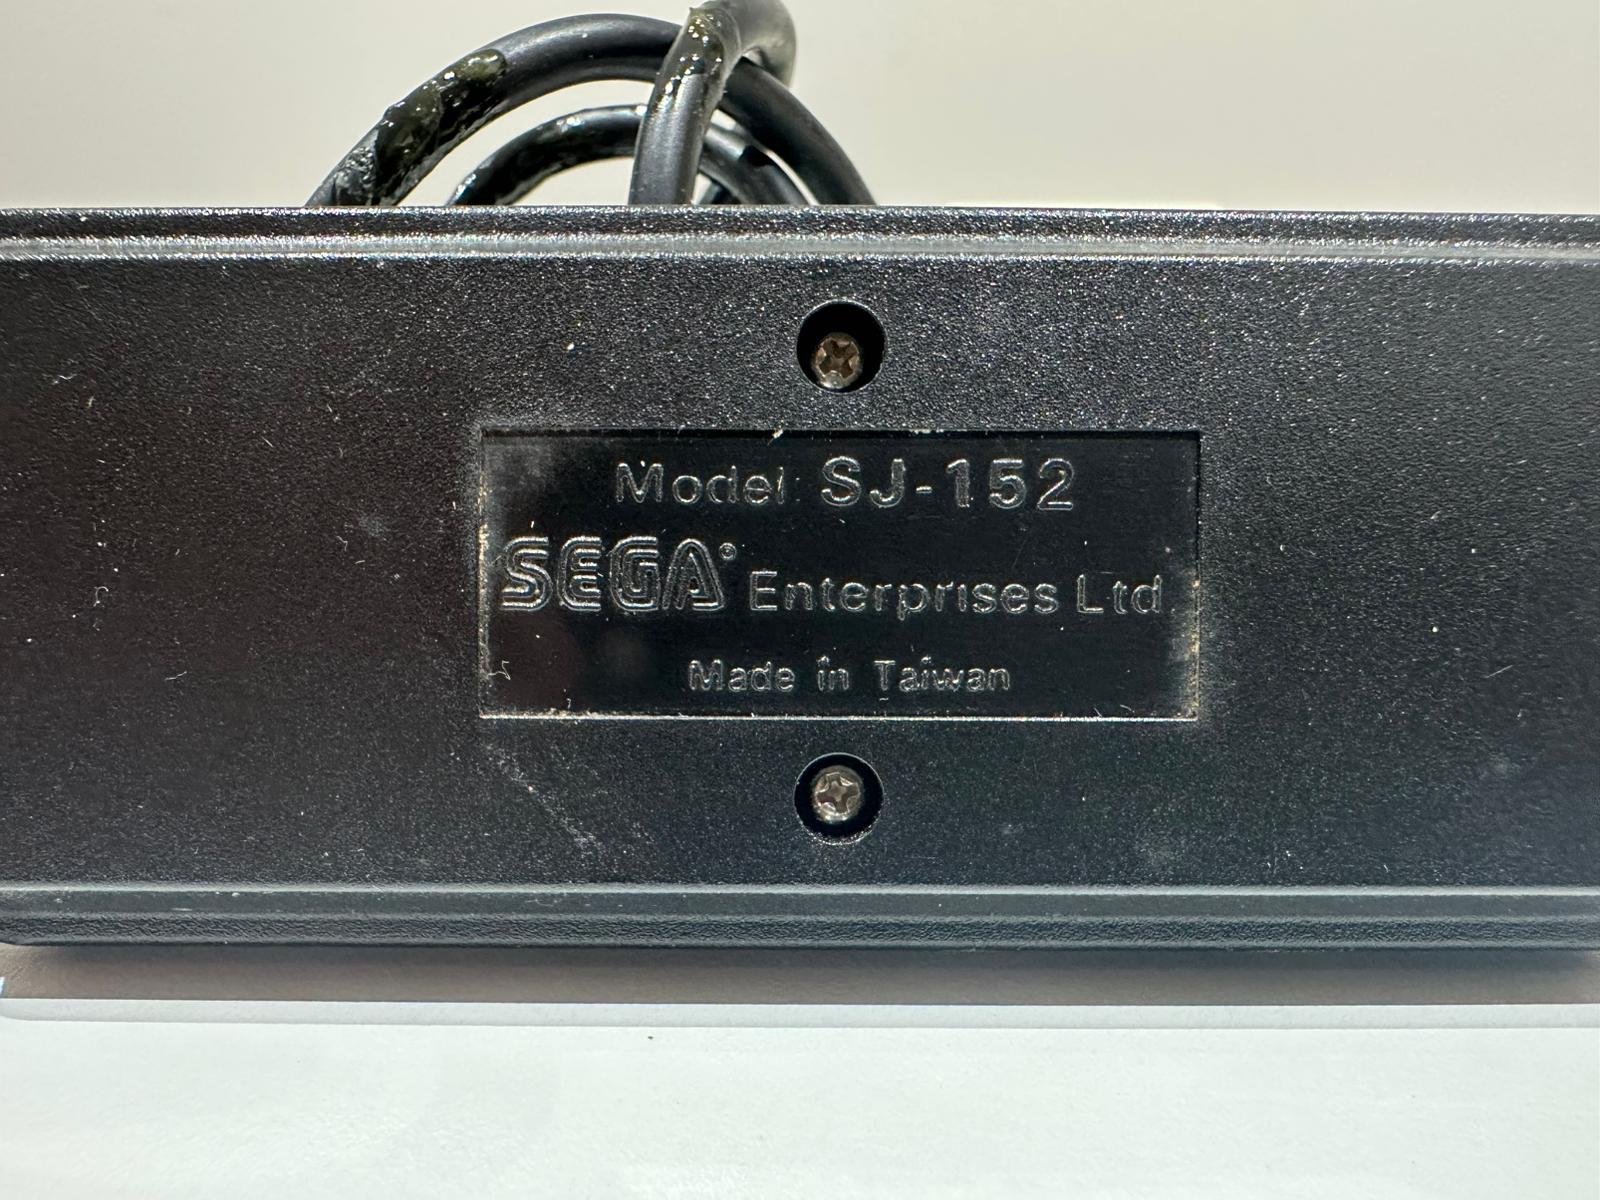 Model SJ-152
SEGA® Enterprises Ltd
Made in Taiwan